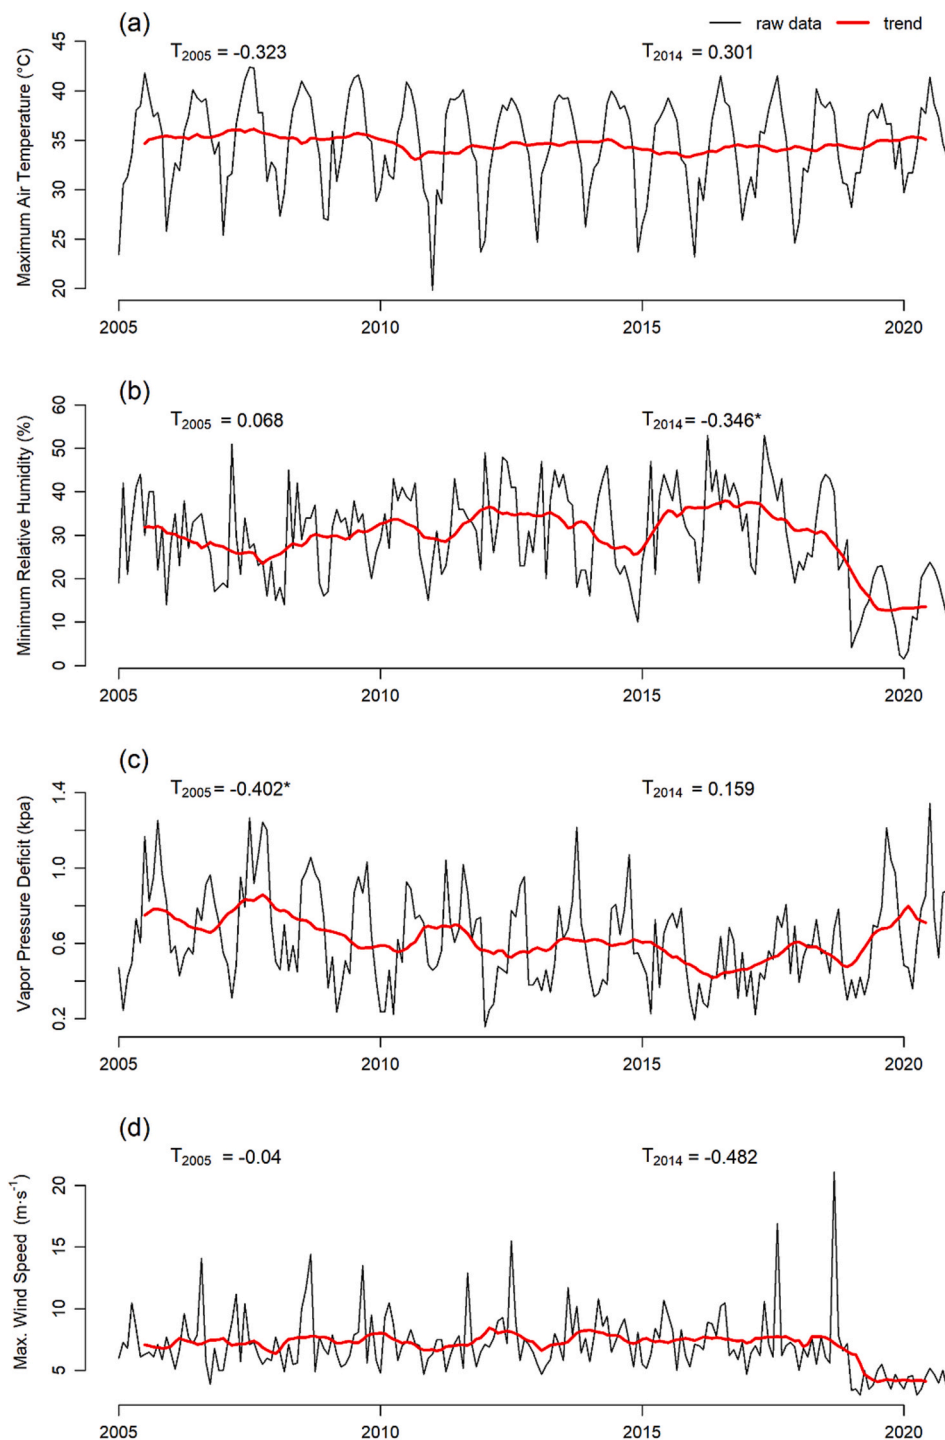 (a)
raw data trend
T2005 = -0.323 T2014 = 0.301
Maximum Air Temperature (°C)
45
40
35
30
25
20
2005 2010 2015 2020
(b)
T2005 = 0.068 T2014 = -0.346*
Minimum Relative Humidity (%)
60
50
40
30
20
10
0
2005 2010 2015 2020
(c)
T2005 = -0.402* T2014 = 0.159
Vapor Pressure Deficit (kpa)
1.4
1.0
0.6
0.2
2005 2010 2015 2020
(d)
T2005 = -0.04 T2014 = -0.482
Max. Wind Speed (m·s-1)
20
15
10
5
2005 2010 2015 2020